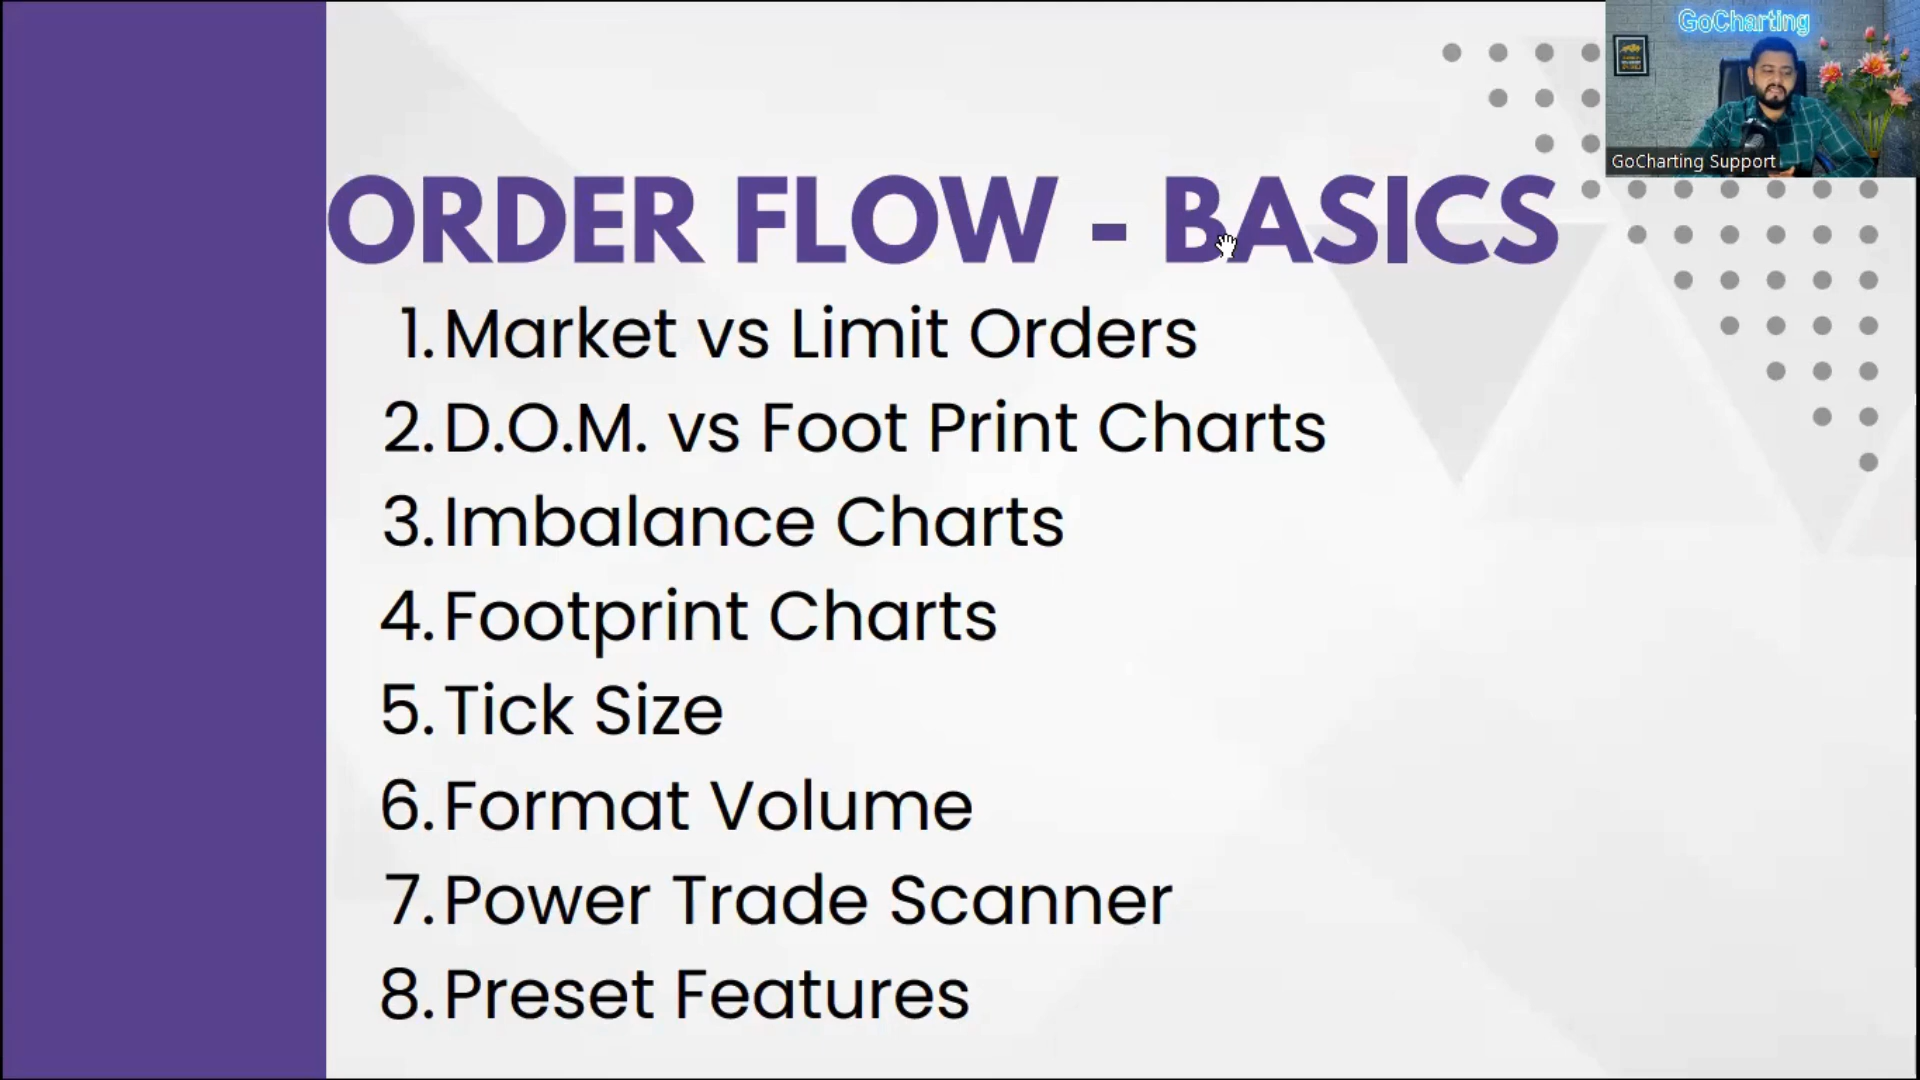 GoCharting
GoCharting Support
ORDER FLOW - BASICS
1. Market vs Limit Orders
2. D.O.M. vs Foot Print Charts
3. Imbalance Charts
4. Footprint Charts
5. Tick Size
6. Format Volume
7. Power Trade Scanner
8. Preset Features